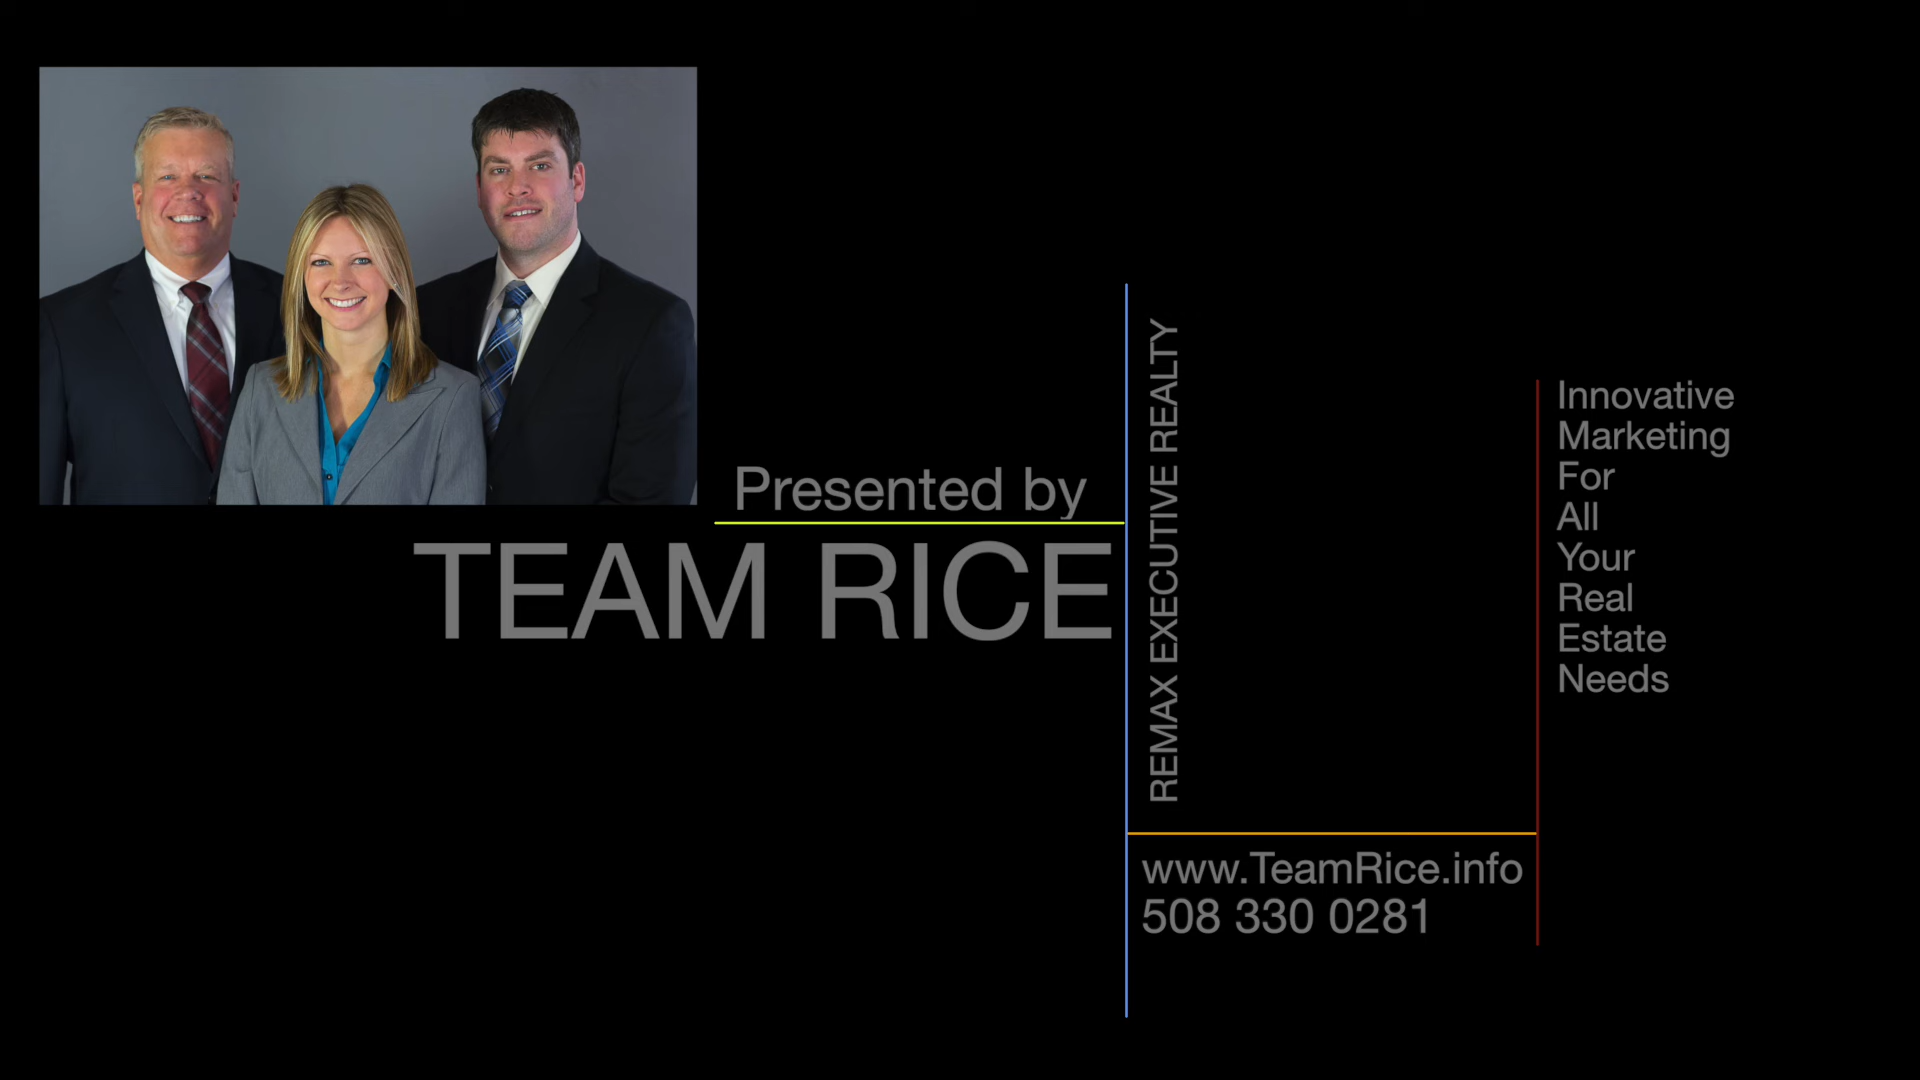 Presented by
TEAM RICE
REMAX EXECUTIVE REALTY
www.TeamRice.info
508 330 0281
Innovative
Marketing
For
All
Your
Real
Estate
Needs